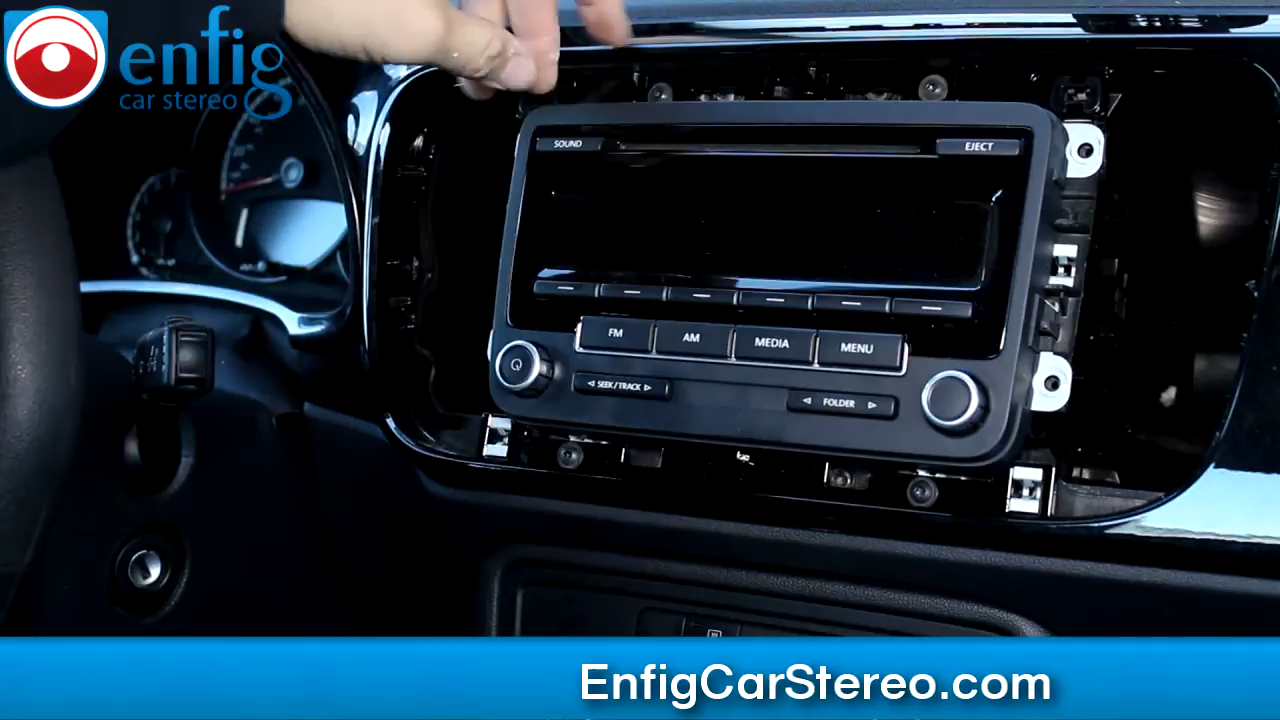 enfig
car stereo
SOUND
EJECT
FM
AM
MEDIA
MENU
◁ SEEK/TRACK ▷
◁ FOLDER ▷
EnfigCarStereo.com